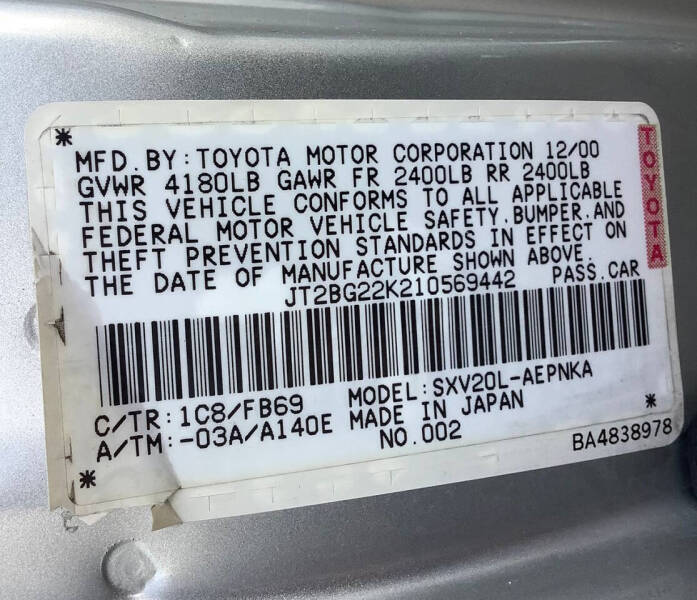 *
MFD. BY: TOYOTA MOTOR CORPORATION 12/00
GVWR 4180LB GAWR FR 2400LB RR 2400LB
THIS VEHICLE CONFORMS TO ALL APPLICABLE
FEDERAL MOTOR VEHICLE SAFETY, BUMPER, AND
THEFT PREVENTION STANDARDS IN EFFECT ON
THE DATE OF MANUFACTURE SHOWN ABOVE.
JT2BG22K210569442 PASS. CAR
TOYOTA
C/TR: 1C8/FB69 MODEL: SXV20L-AEPNKA
A/TM: -03A/A140E MADE IN JAPAN *
NO. 002 BA4838978
*